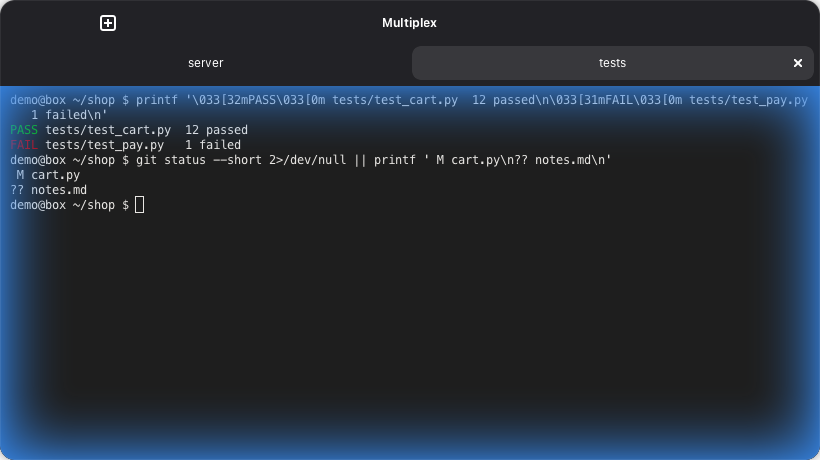 Multiplex
server
tests
demo@box ~/shop $ printf '\033[32mPASS\033[0m tests/test_cart.py  12 passed\n\033[31mFAIL\033[0m tests/test_pay.py
   1 failed\n'
PASS tests/test_cart.py  12 passed
FAIL tests/test_pay.py   1 failed
demo@box ~/shop $ git status --short 2>/dev/null || printf ' M cart.py\n?? notes.md\n'
 M cart.py
?? notes.md
demo@box ~/shop $